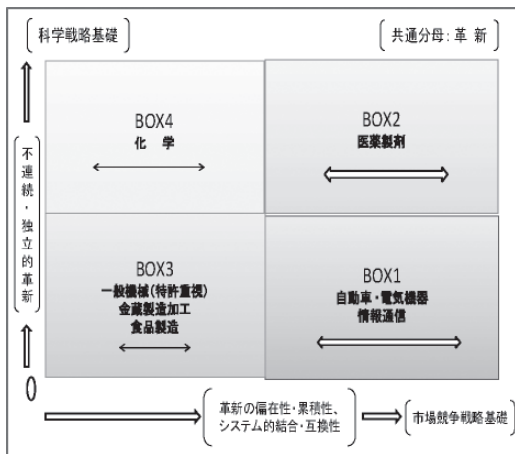 科学戦略基礎
共通分母:革 新
BOX4
化 学
BOX2
医薬製剤
不連続・独立的革新
BOX3
一般機械(特許重視)
金蔵製造加工
食品製造
BOX1
自動車・電気機器
情報通信
0
革新の偏在性・累積性、
システム的結合・互換性
市場競争戦略基礎